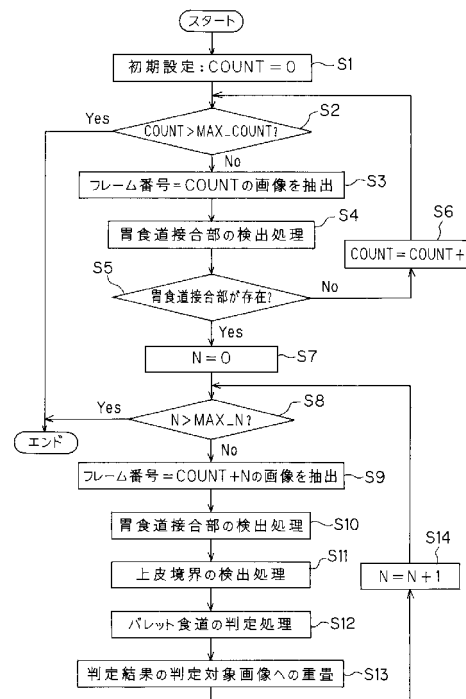 スタート
初期設定:COUNT=0
S1
S2
Yes
COUNT>MAX_COUNT?
No
フレーム番号=COUNTの画像を抽出
S3
S4
胃食道接合部の検出処理
S6
COUNT=COUNT+
S5
胃食道接合部が存在?
No
Yes
N=0
S7
S8
Yes
N>MAX_N?
エンド
No
フレーム番号=COUNT+Nの画像を抽出
S9
胃食道接合部の検出処理
S10
S11
上皮境界の検出処理
S14
N=N+1
バレット食道の判定処理
S12
判定結果の判定対象画像への重畳
S13